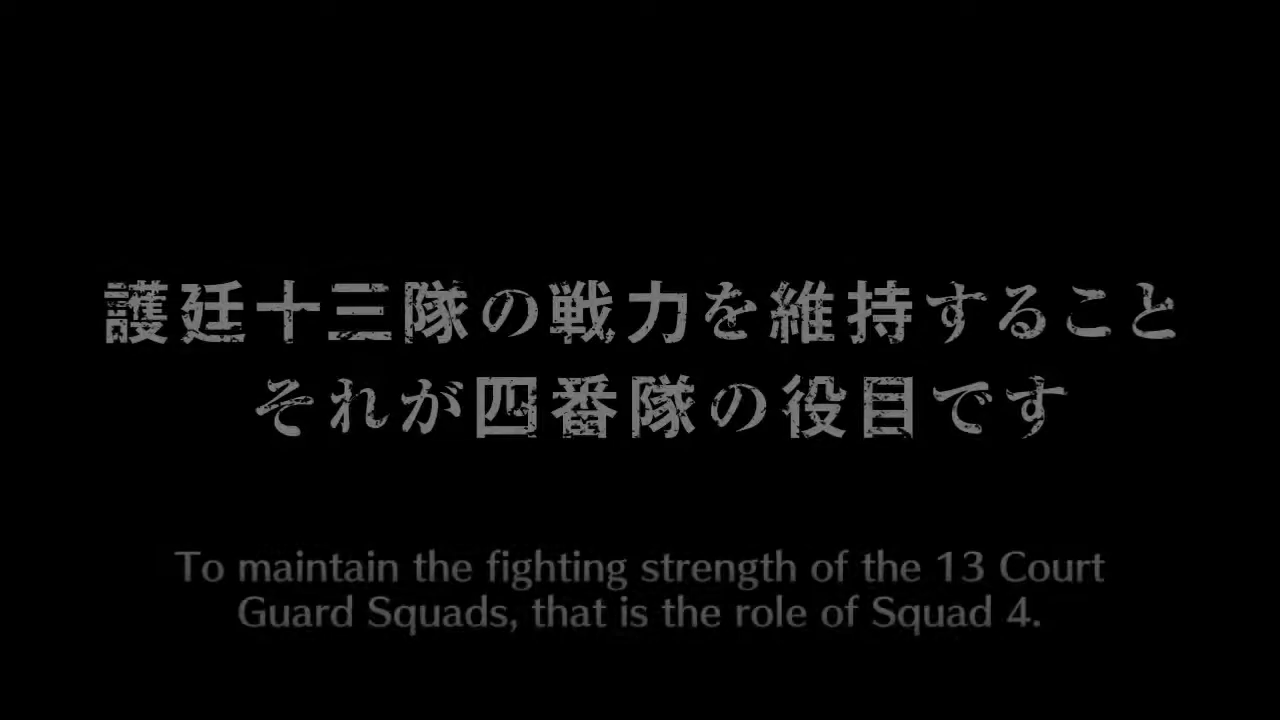 護廷十三隊の戦力を維持すること
それが四番隊の役目です
To maintain the fighting strength of the 13 Court
Guard Squads, that is the role of Squad 4.